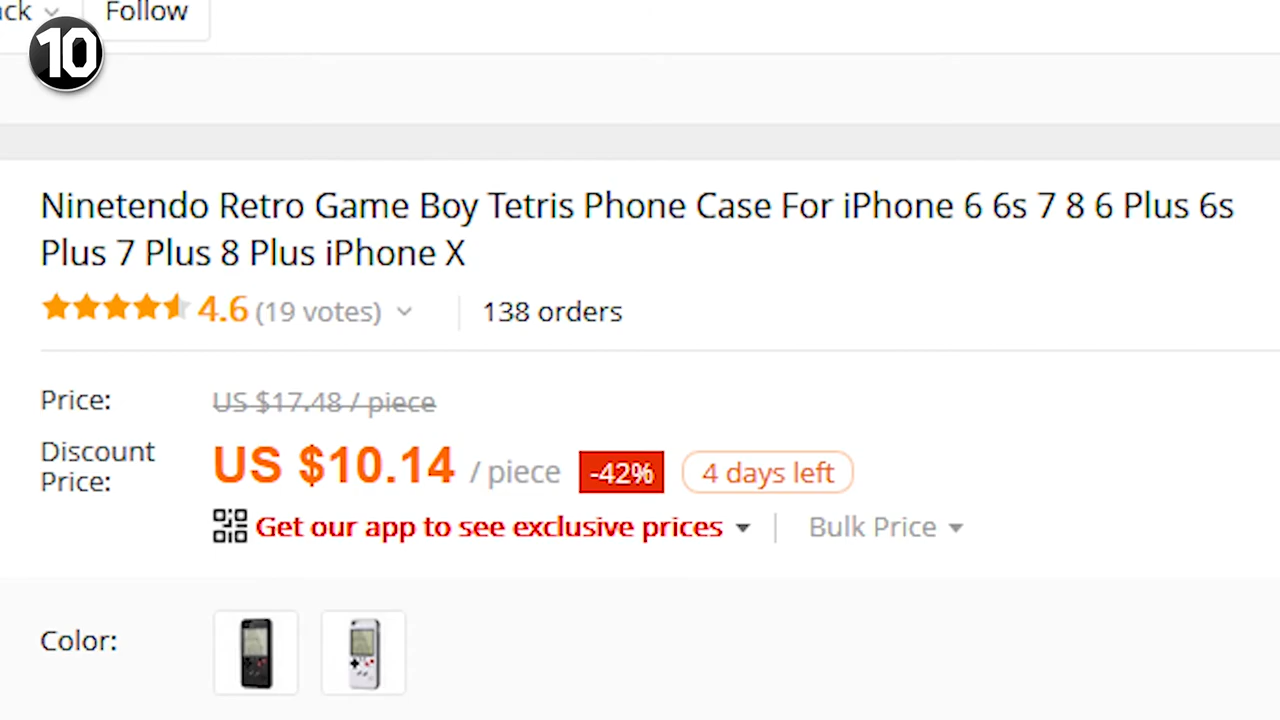 Follow
10
Ninetendo Retro Game Boy Tetris Phone Case For iPhone 6 6s 7 8 6 Plus 6s
Plus 7 Plus 8 Plus iPhone X
4.6 (19 votes) 138 orders
Price: US $17.48 / piece
Discount
Price: US $10.14 / piece -42% 4 days left
Get our app to see exclusive prices Bulk Price
Color: